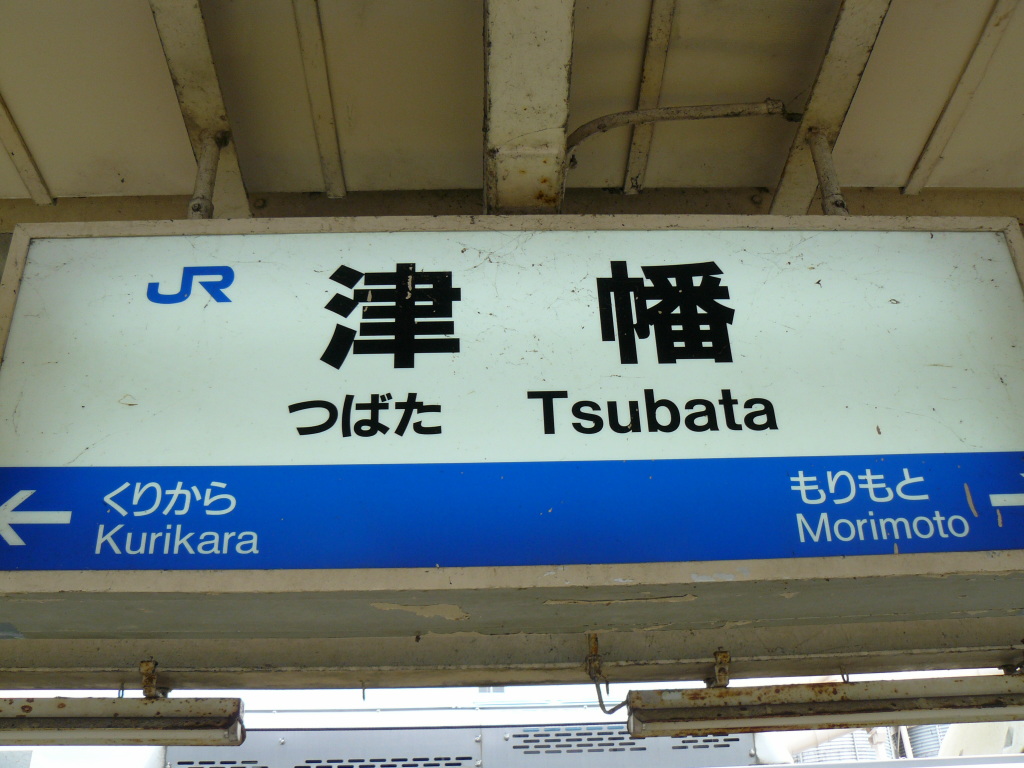 JR
津幡
つばた Tsubata
くりから
Kurikara
もりもと
Morimoto